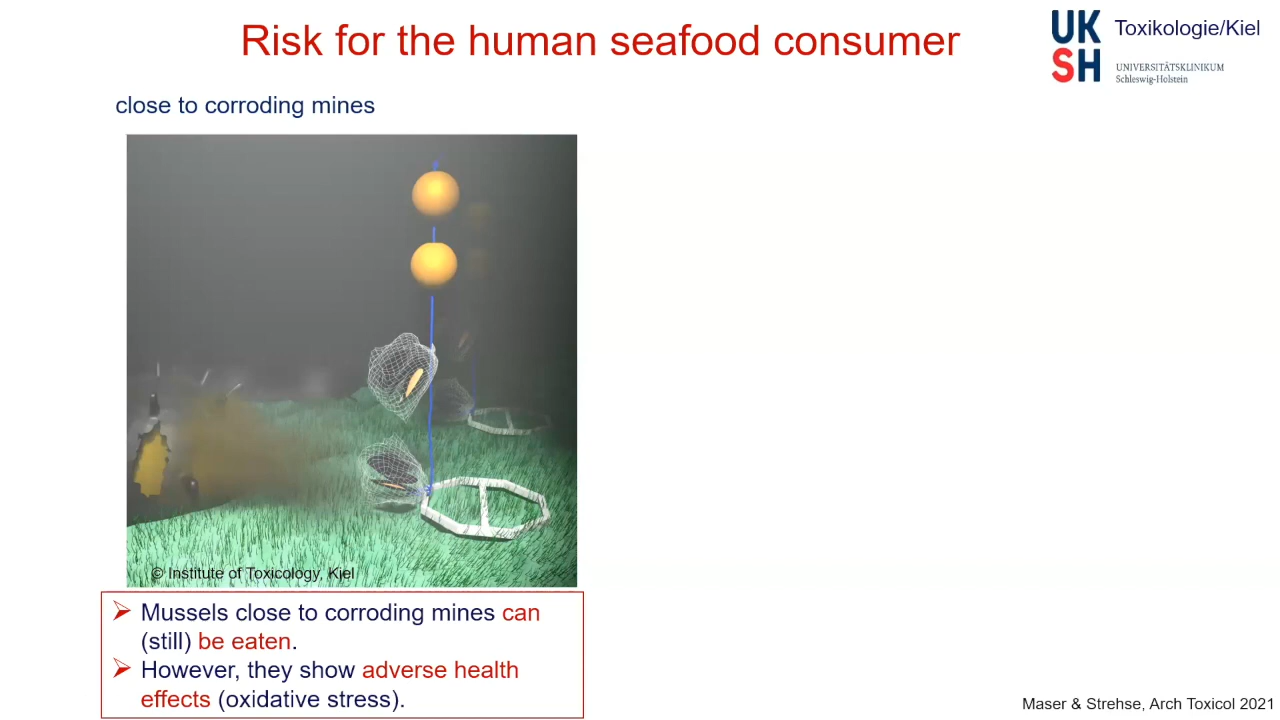 Risk for the human seafood consumer
UK
SH
Toxikologie/Kiel
UNIVERSITÄTSKLINIKUM
Schleswig-Holstein
close to corroding mines
© Institute of Toxicology, Kiel
➢ Mussels close to corroding mines can
(still) be eaten.
➢ However, they show adverse health
effects (oxidative stress).
Maser & Strehse, Arch Toxicol 2021